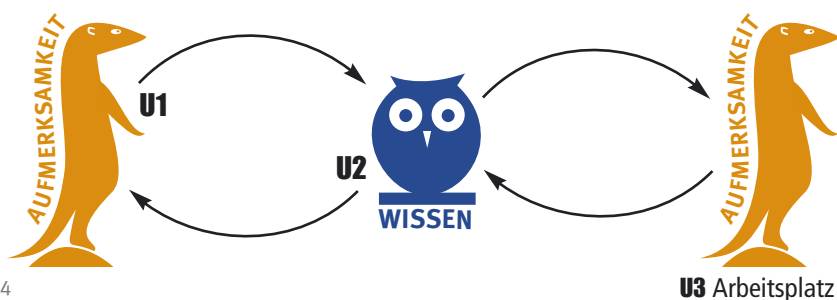 AUFMERKSAMKEIT
U1
U2
WISSEN
AUFMERKSAMKEIT
U3 Arbeitsplatz
4